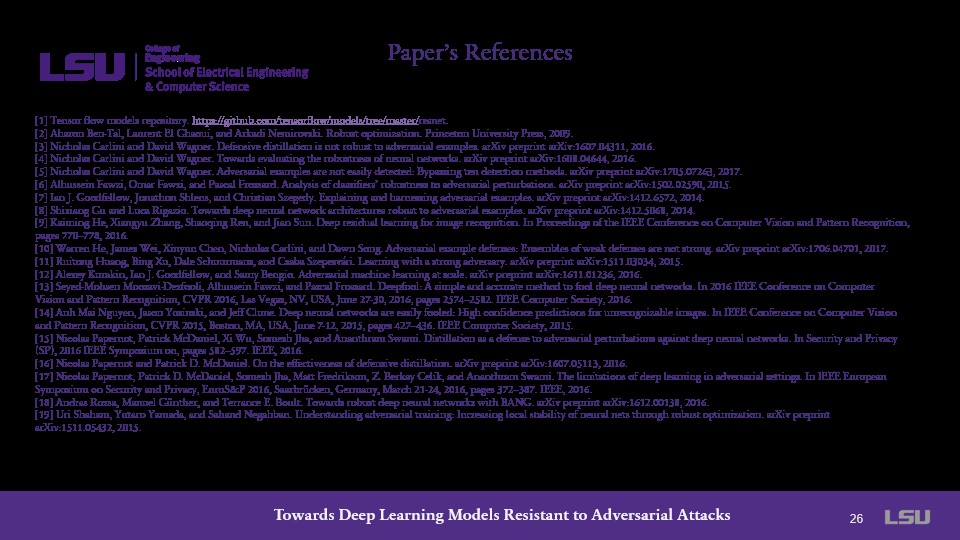 LSU
College of
Engineering
School of Electrical Engineering
& Computer Science
Paper's References
[1] Tensor flow models repository. https://github.com/tensorflow/models/tree/master/resnet.
[2] Aharon Ben-Tal, Laurent El Ghaoui, and Arkadi Nemirovski. Robust optimization. Princeton University Press, 2009.
[3] Nicholas Carlini and David Wagner. Defensive distillation is not robust to adversarial examples. arXiv preprint arXiv:1607.04311, 2016.
[4] Nicholas Carlini and David Wagner. Towards evaluating the robustness of neural networks. arXiv preprint arXiv:1608.04644, 2016.
[5] Nicholas Carlini and David Wagner. Adversarial examples are not easily detected: Bypassing ten detection methods. arXiv preprint arXiv:1705.07263, 2017.
[6] Alhussein Fawzi, Omar Fawzi, and Pascal Frossard. Analysis of classifiers' robustness to adversarial perturbations. arXiv preprint arXiv:1502.02590, 2015.
[7] Ian J. Goodfellow, Jonathon Shlens, and Christian Szegedy. Explaining and harnessing adversarial examples. arXiv preprint arXiv:1412.6572, 2014.
[8] Shixiang Gu and Luca Rigazio. Towards deep neural network architectures robust to adversarial examples. arXiv preprint arXiv:1412.5068, 2014.
[9] Kaiming He, Xiangyu Zhang, Shaoqing Ren, and Jian Sun. Deep residual learning for image recognition. In Proceedings of the IEEE Conference on Computer Vision and Pattern Recognition,
pages 770–778, 2016.
[10] Warren He, James Wei, Xinyun Chen, Nicholas Carlini, and Dawn Song. Adversarial example defenses: Ensembles of weak defenses are not strong. arXiv preprint arXiv:1706.04701, 2017.
[11] Ruitong Huang, Bing Xu, Dale Schuurmans, and Csaba Szepesvári. Learning with a strong adversary. arXiv preprint arXiv:1511.03034, 2015.
[12] Alexey Kurakin, Ian J. Goodfellow, and Samy Bengio. Adversarial machine learning at scale. arXiv preprint arXiv:1611.01236, 2016.
[13] Seyed-Mohsen Moosavi-Dezfooli, Alhussein Fawzi, and Pascal Frossard. Deepfool: A simple and accurate method to fool deep neural networks. In 2016 IEEE Conference on Computer
Vision and Pattern Recognition, CVPR 2016, Las Vegas, NV, USA, June 27-30, 2016, pages 2574–2582. IEEE Computer Society, 2016.
[14] Anh Mai Nguyen, Jason Yosinski, and Jeff Clune. Deep neural networks are easily fooled: High confidence predictions for unrecognizable images. In IEEE Conference on Computer Vision
and Pattern Recognition, CVPR 2015, Boston, MA, USA, June 7-12, 2015, pages 427–436. IEEE Computer Society, 2015.
[15] Nicolas Papernot, Patrick McDaniel, Xi Wu, Somesh Jha, and Ananthram Swami. Distillation as a defense to adversarial perturbations against deep neural networks. In Security and Privacy
(SP), 2016 IEEE Symposium on, pages 582–597. IEEE, 2016.
[16] Nicolas Papernot and Patrick D. McDaniel. On the effectiveness of defensive distillation. arXiv preprint arXiv:1607.05113, 2016.
[17] Nicolas Papernot, Patrick D. McDaniel, Somesh Jha, Matt Fredrikson, Z. Berkay Celik, and Ananthram Swami. The limitations of deep learning in adversarial settings. In IEEE European
Symposium on Security and Privacy, EuroS&P 2016, Saarbrücken, Germany, March 21-24, 2016, pages 372–387. IEEE, 2016.
[18] Andras Rozsa, Manuel Günther, and Terrance E. Boult. Towards robust deep neural networks with BANG. arXiv preprint arXiv:1612.00138, 2016.
[19] Uri Shaham, Yutaro Yamada, and Sahand Negahban. Understanding adversarial training: Increasing local stability of neural nets through robust optimization. arXiv preprint
arXiv:1511.05432, 2015.
Towards Deep Learning Models Resistant to Adversarial Attacks
26
LSU